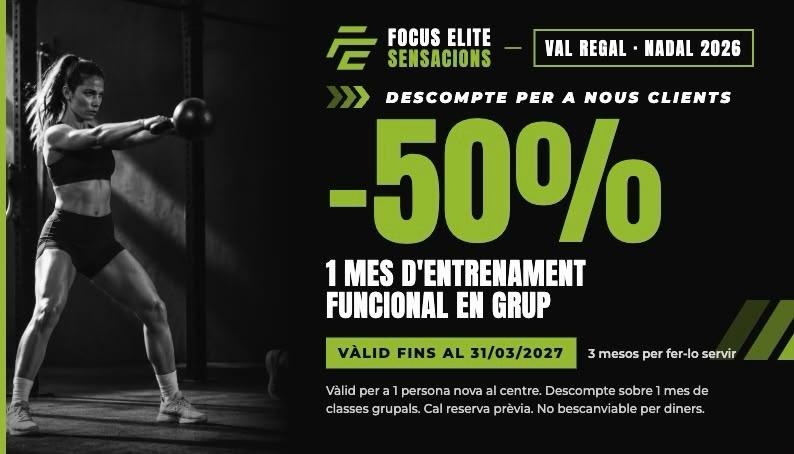 FOCUS ELITE
SENSACIONS
— VAL REGAL · NADAL 2026
DESCOMPTE PER A NOUS CLIENTS
-50%
1 MES D'ENTRENAMENT
FUNCIONAL EN GRUP
VÀLID FINS AL 31/03/2027 3 mesos per fer-lo servir
Vàlid per a 1 persona nova al centre. Descompte sobre 1 mes de
classes grupals. Cal reserva prèvia. No bescanviable per diners.